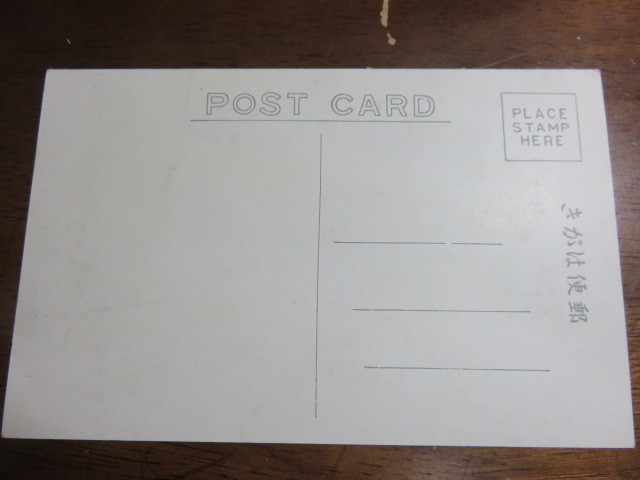 POST CARD
PLACE
STAMP
HERE
郵便はがき